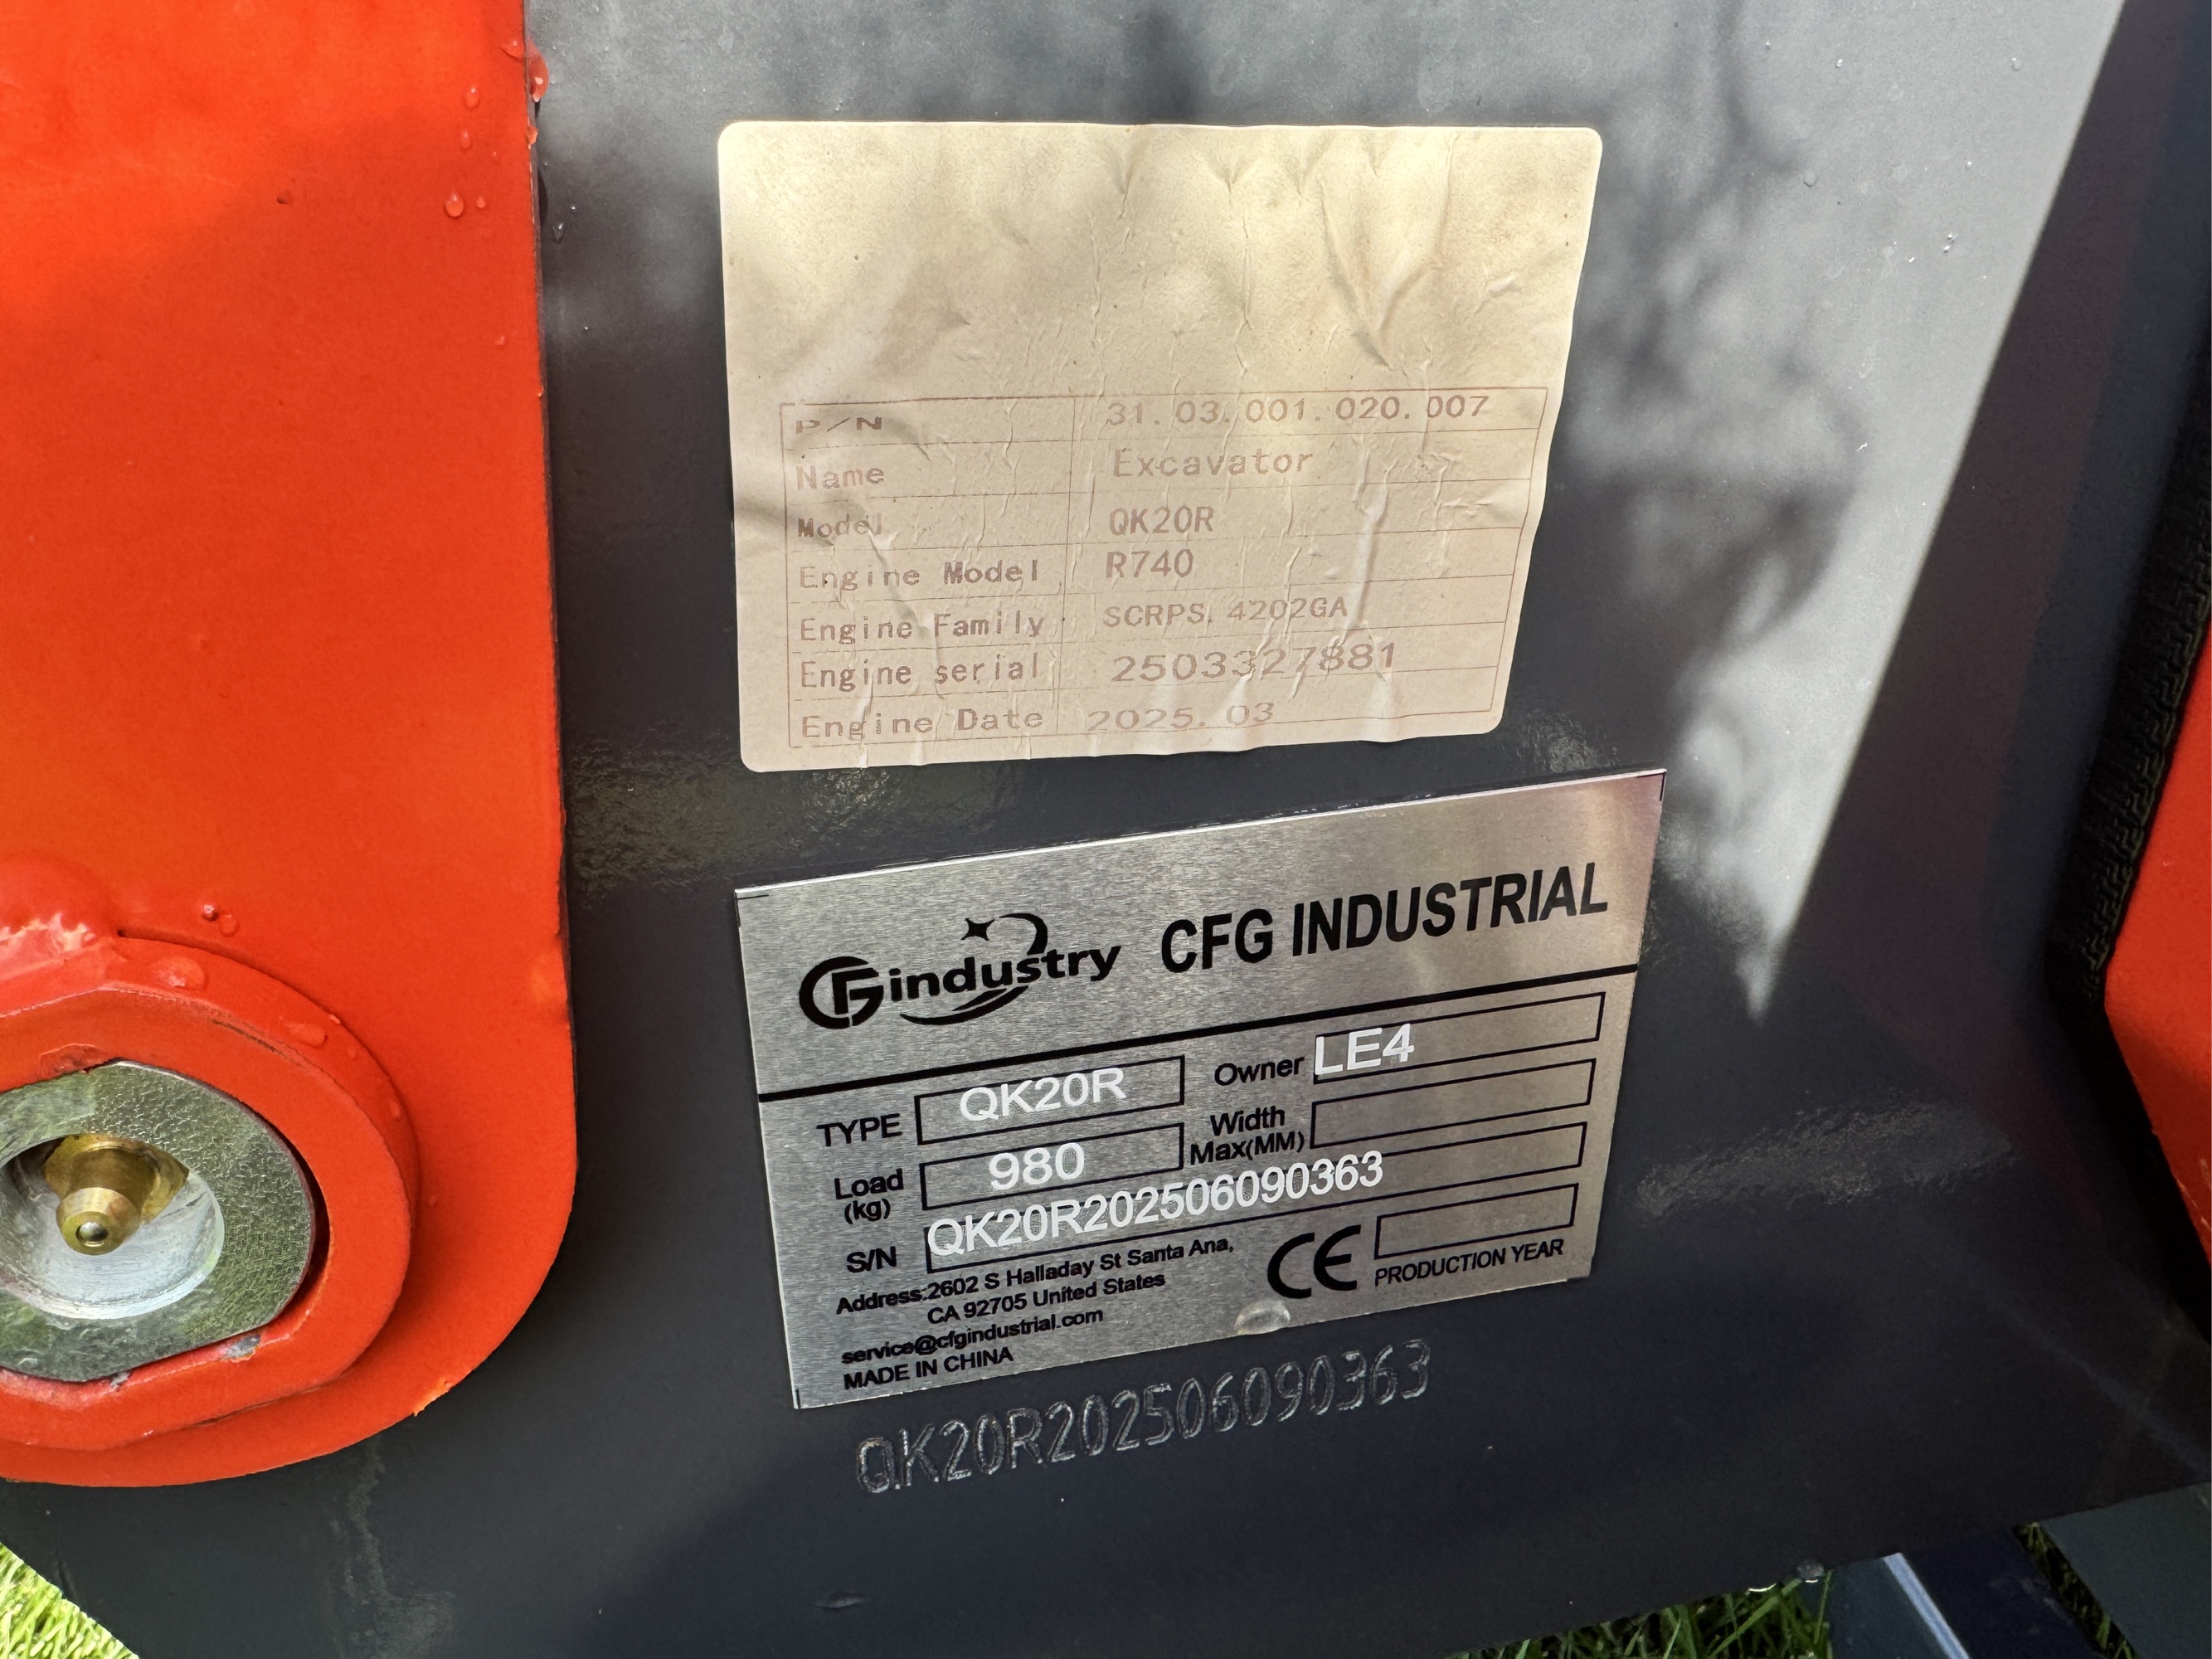 P/N 31.03.001.020.007
Name Excavator
Model QK20R
Engine Model R740
Engine Family SCRPS.4202GA
Engine serial 2503327881
Engine Date 2025.03
GFindustry CFG INDUSTRIAL
TYPE QK20R Owner LE4
Load (kg) 980 Width Max(MM)
S/N QK20R202506090363
Address:2602 S Halladay St Santa Ana,
CA 92705 United States
service@cfgindustrial.com
MADE IN CHINA
CE PRODUCTION YEAR
QK20R202506090363